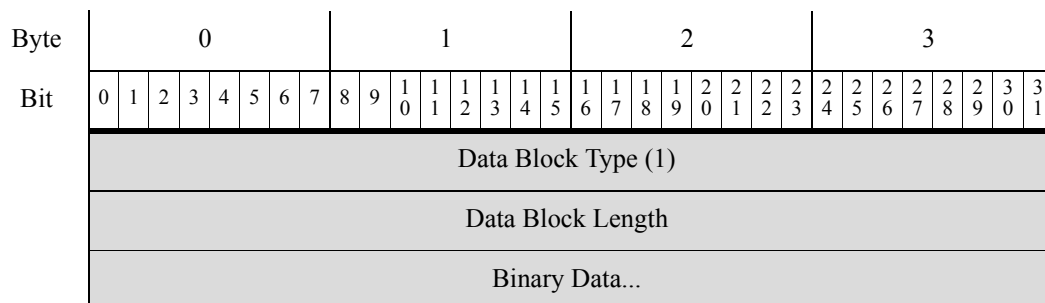 Byte 0 1 2 3
Bit 0 1 2 3 4 5 6 7 8 9 10 11 12 13 14 15 16 17 18 19 20 21 22 23 24 25 26 27 28 29 30 31
Data Block Type (1)
Data Block Length
Binary Data...